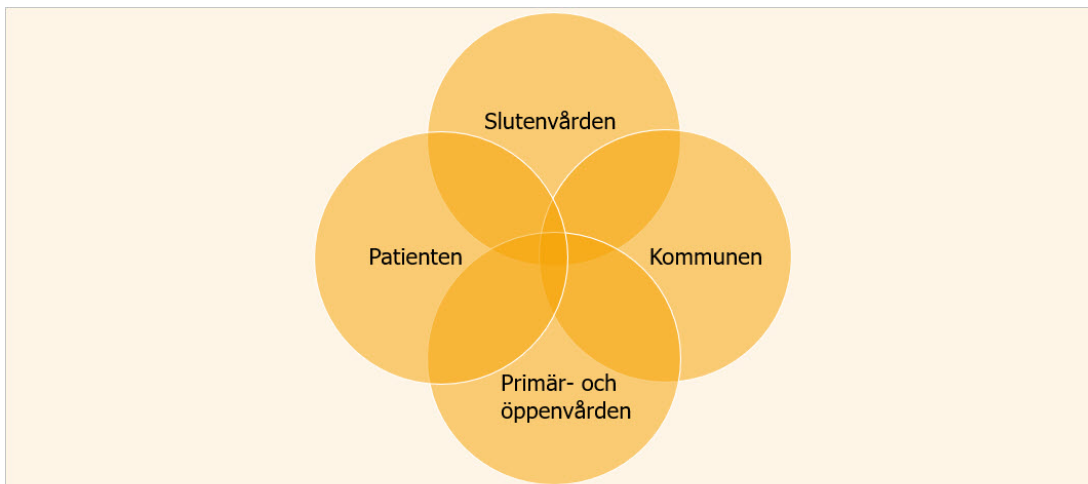 Slutenvården
Patienten
Kommunen
Primär- och
öppenvården